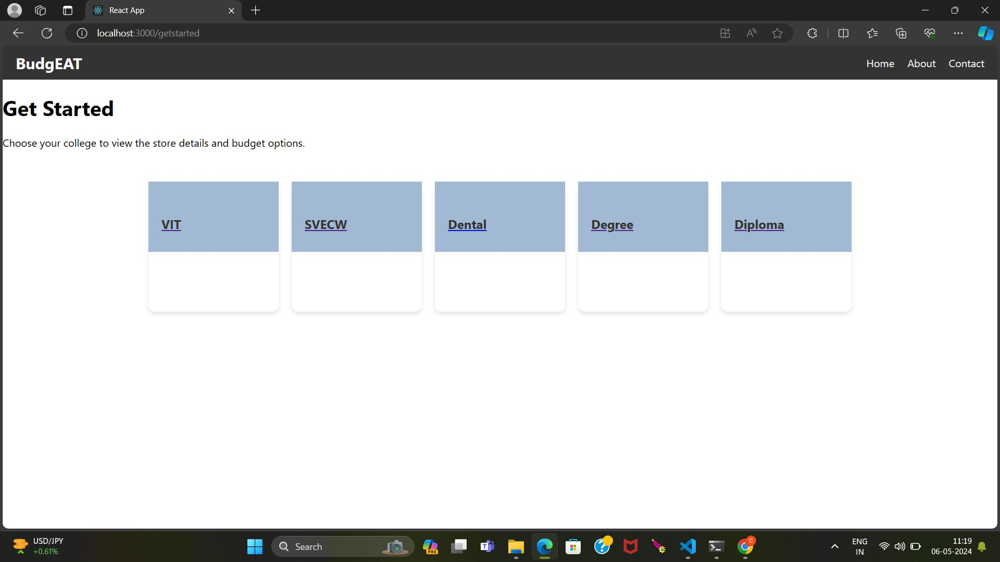 React App
localhost:3000/getstarted
BudgEAT
Home About Contact
Get Started
Choose your college to view the store details and budget options.
VIT SVECW Dental Degree Diploma
USD/JPY
+0.61%
Search
PRE
T
C
ENG
IN
11:19
06-05-2024